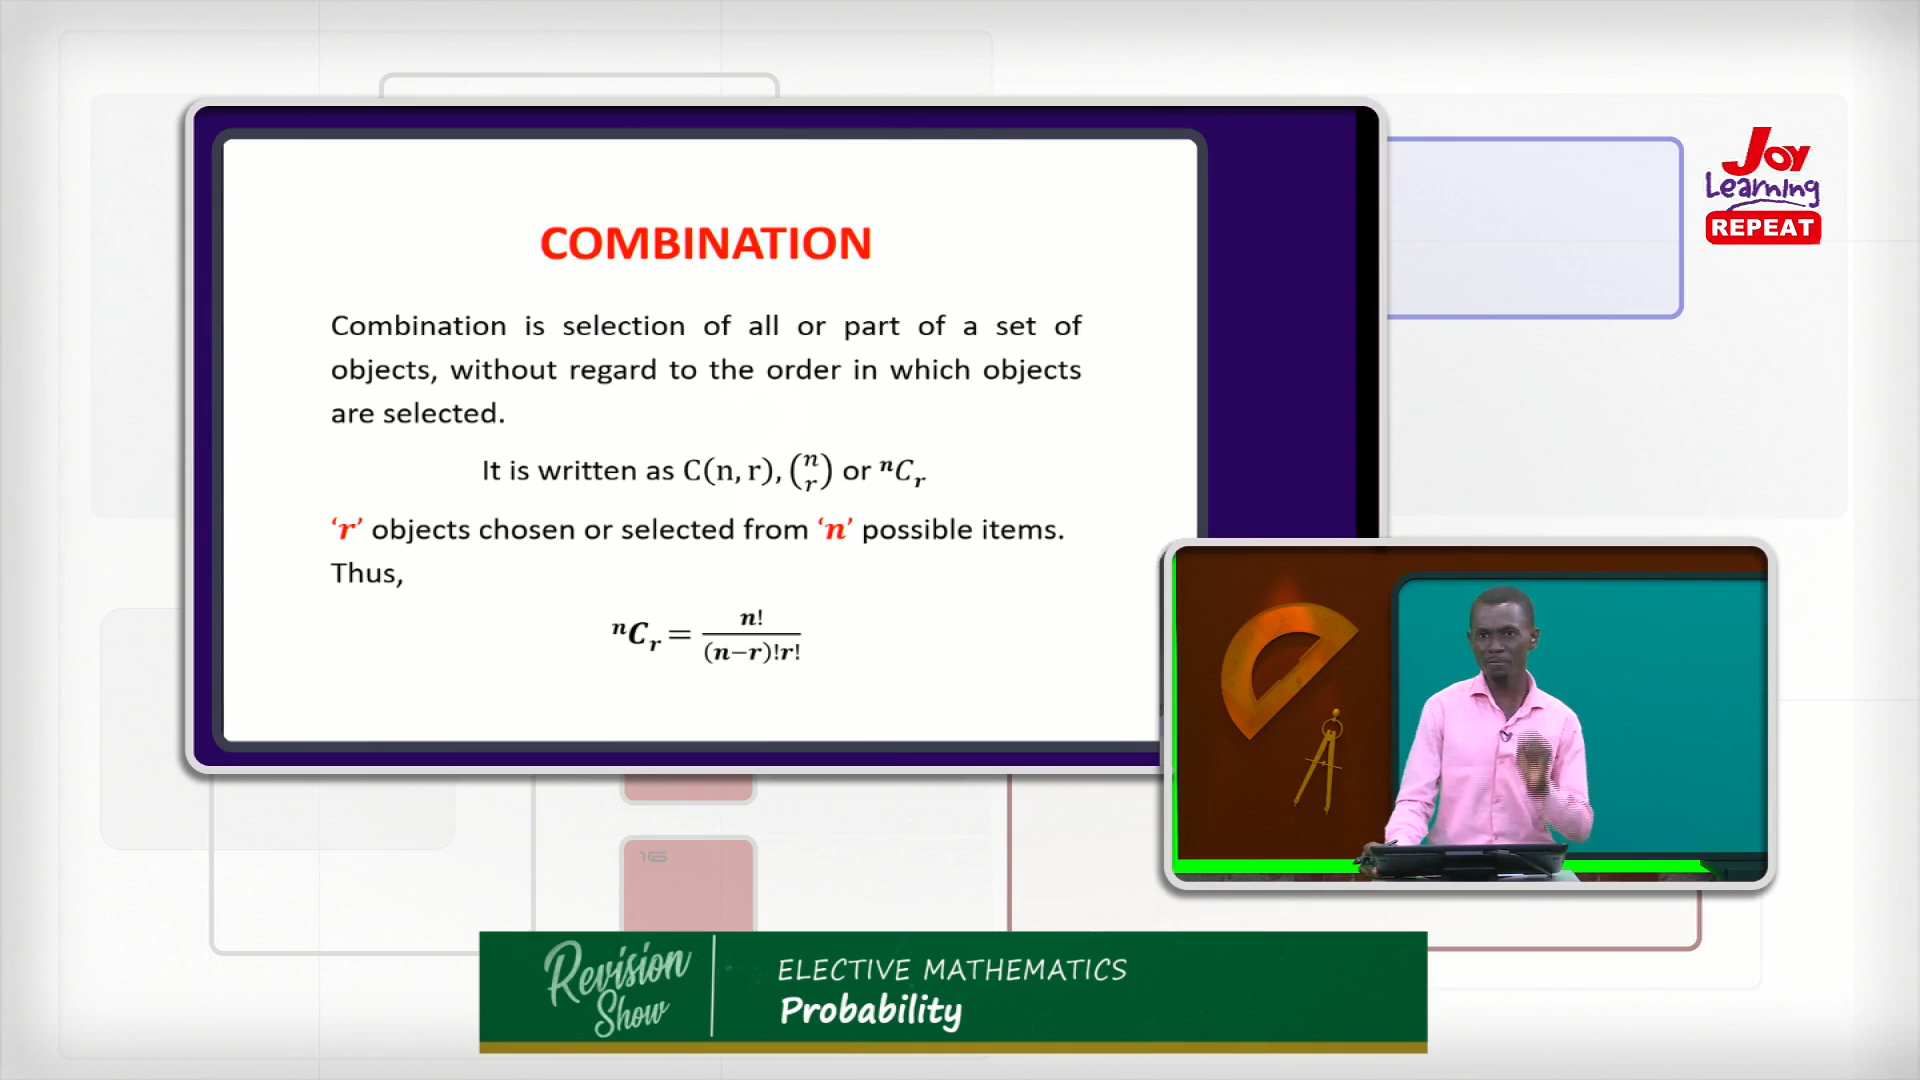 COMBINATION
Combination is selection of all or part of a set of
objects, without regard to the order in which objects
are selected.
It is written as C(n, r), (n r) or ⁿCᵣ
‘r’ objects chosen or selected from ‘n’ possible items.
Thus,
ⁿCᵣ = n! / (n−r)!r!
Joy
Learning
REPEAT
16
Revision
Show
ELECTIVE MATHEMATICS
Probability